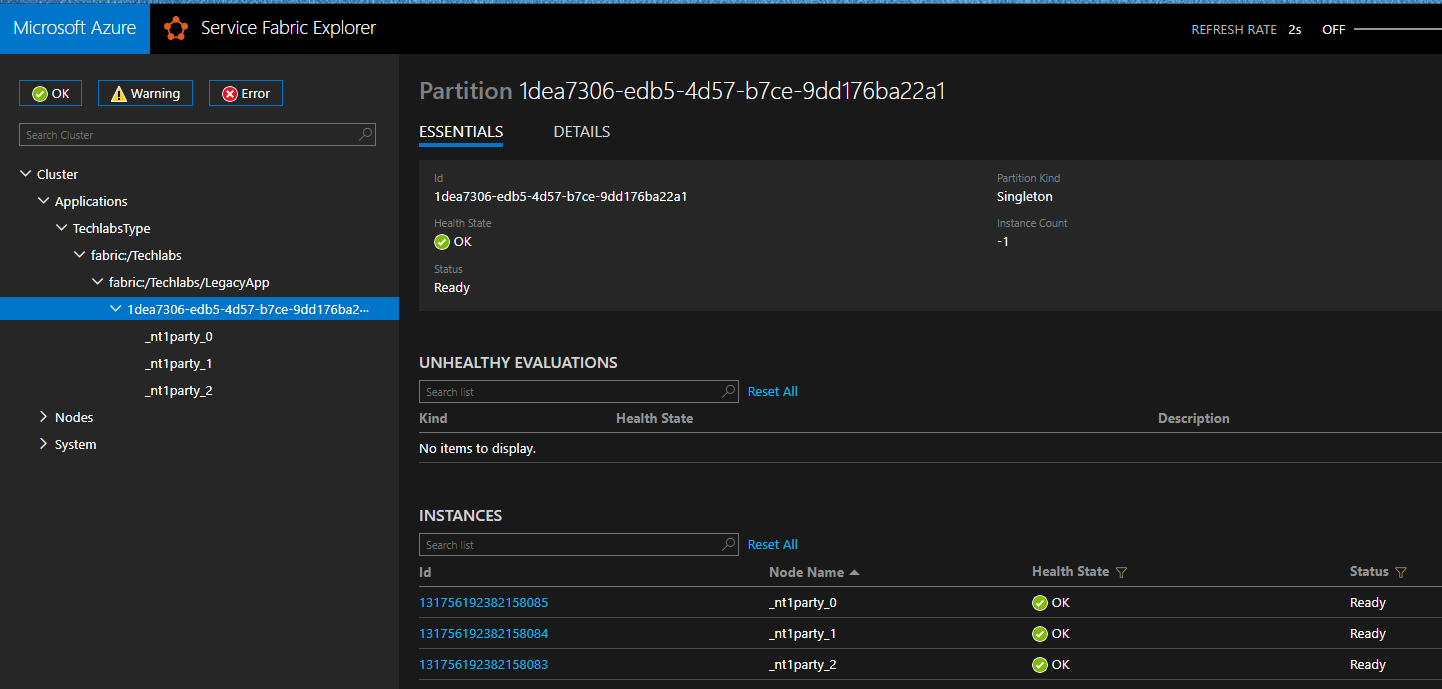 Microsoft Azure Service Fabric Explorer REFRESH RATE 2s OFF
OK Warning Error
Search Cluster
Cluster
Applications
TechlabsType
fabric:/Techlabs
fabric:/Techlabs/LegacyApp
1dea7306-edb5-4d57-b7ce-9dd176ba2···
_nt1party_0
_nt1party_1
_nt1party_2
Nodes
System
Partition 1dea7306-edb5-4d57-b7ce-9dd176ba22a1
ESSENTIALS DETAILS
Id Partition Kind
1dea7306-edb5-4d57-b7ce-9dd176ba22a1 Singleton
Health State Instance Count
OK -1
Status
Ready
UNHEALTHY EVALUATIONS
Search list Reset All
Kind Health State Description
No items to display.
INSTANCES
Search list Reset All
Id Node Name Health State Status
131756192382158085 _nt1party_0 OK Ready
131756192382158084 _nt1party_1 OK Ready
131756192382158083 _nt1party_2 OK Ready